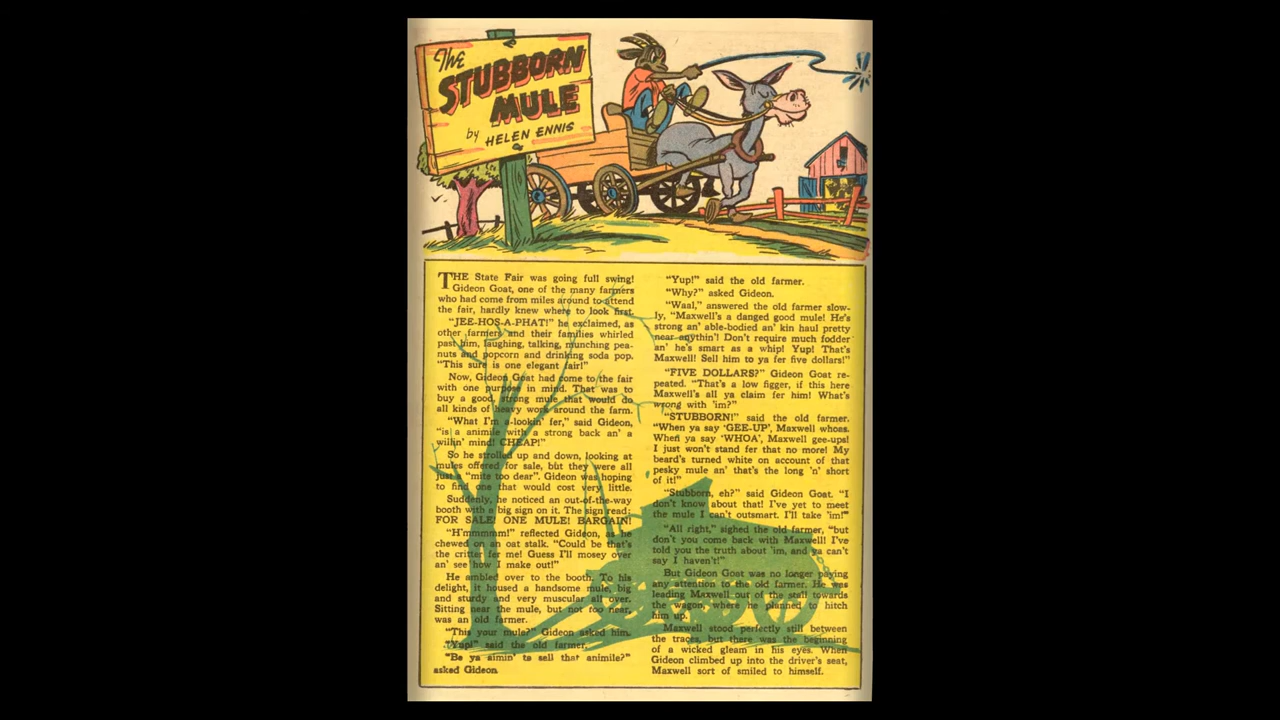 The
STUBBORN
MULE
by HELEN ENNIS
THE State Fair was going full swing!
Gideon Goat, one of the many farmers
who had come from miles around to attend
the fair, hardly knew where to look first.
"JEE-HOS-A-PHAT!" he exclaimed, as
other farmers and their families whirled
past him, laughing, talking, munching pea-
nuts and popcorn and drinking soda pop.
"This sure is one elegant fair!"
Now, Gideon Goat had come to the fair
with one purpose in mind. That was to
buy a good, strong mule that would do
all kinds of heavy work around the farm.
"What I'm a-lookin' fer," said Gideon,
"is a animile with a strong back an' a
willin' mind! CHEAP!"
So he strolled up and down, looking at
mules offered for sale, but they were all
just a "mite too dear". Gideon was hoping
to find one that would cost very little.
Suddenly, he noticed an out-of-the-way
booth with a big sign on it. The sign read:
FOR SALE! ONE MULE! BARGAIN!
"H'mmmmm!" reflected Gideon, as he
chewed on an oat stalk. "Could be that's
the critter fer me! Guess I'll mosey over
an' see how I make out!"
He ambled over to the booth. To his
delight, it housed a handsome mule, big
and sturdy and very muscular all over.
Sitting near the mule, but not too near,
was an old farmer.
"This your mule?" Gideon asked him.
"Yup!" said the old farmer.
"Be ya aimin' to sell that animile?"
asked Gideon.
"Yup!" said the old farmer.
"Why?" asked Gideon.
"Waal," answered the old farmer slow-
ly, "Maxwell's a danged good mule! He's
strong an' able-bodied an' kin haul pretty
near anythin'! Don't require much fodder
an' he's smart as a whip! Yup! That's
Maxwell! Sell him to ya fer five dollars!"
"FIVE DOLLARS?" Gideon Goat re-
peated. "That's a low figger, if this here
Maxwell's all ya claim fer him! What's
wrong with 'im?"
"STUBBORN!" said the old farmer.
"When ya say 'GEE-UP', Maxwell whoas.
When ya say 'WHOA', Maxwell gee-ups!
I just won't stand fer that no more! My
beard's turned white on account of that
pesky mule an' that's the long 'n' short
of it!"
"Stubborn, eh?" said Gideon Goat. "I
don't know about that! I've yet to meet
the mule I can't outsmart. I'll take 'im!"
"All right," sighed the old farmer, "but
don't you come back with Maxwell! I've
told you the truth about 'im, and ya can't
say I haven't!"
But Gideon Goat was no longer paying
any attention to the old farmer. He was
leading Maxwell out of the stall towards
the wagon, where he planned to hitch
him up.
Maxwell stood perfectly still between
the traces, but there was the beginning
of a wicked gleam in his eyes. When
Gideon climbed up into the driver's seat,
Maxwell sort of smiled to himself.